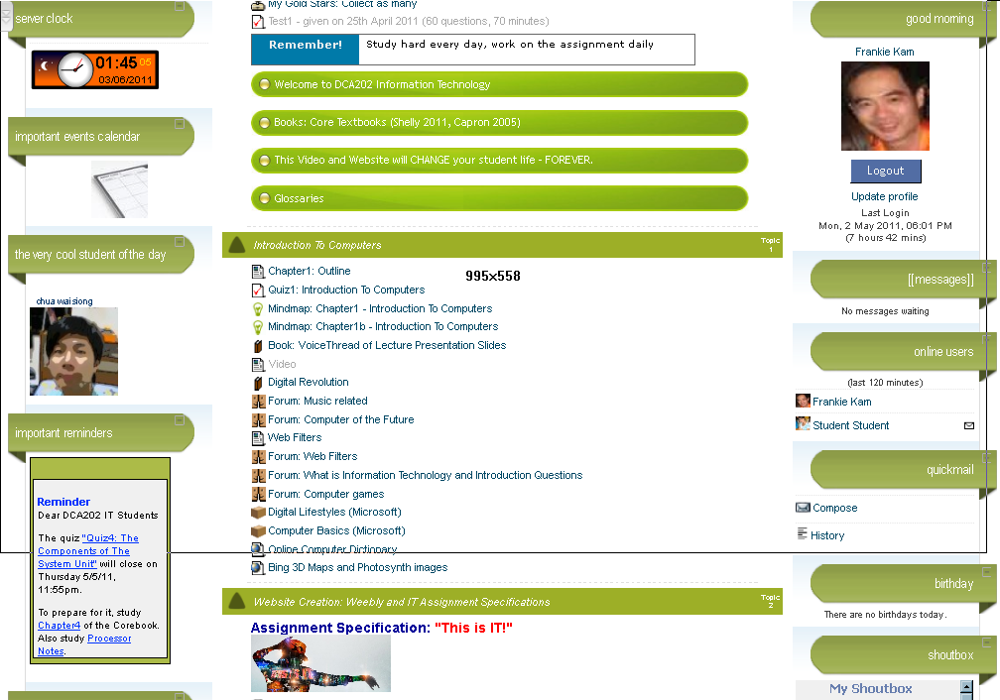 server clock
01:45 05
03/06/2011
important events calendar
the very cool student of the day
chua waisiong
important reminders
Reminder
Dear DCA202 IT Students
The quiz "Quiz4: The
Components of The
System Unit" will close on
Thursday 5/5/11,
11:55pm.
To prepare for it, study
Chapter4 of the Corebook.
Also study Processor
Notes.
My Gold Stars: Collect as many
Test1 - given on 25th April 2011 (60 questions, 70 minutes)
Remember! Study hard every day, work on the assignment daily
Welcome to DCA202 Information Technology
Books: Core Textbooks (Shelly 2011, Capron 2005)
This Video and Website will CHANGE your student life - FOREVER.
Glossaries
Introduction To Computers
Topic
1
Chapter1: Outline
995x558
Quiz1: Introduction To Computers
Mindmap: Chapter1 - Introduction To Computers
Mindmap: Chapter1b - Introduction To Computers
Book: VoiceThread of Lecture Presentation Slides
Video
Digital Revolution
Forum: Music related
Forum: Computer of the Future
Web Filters
Forum: Web Filters
Forum: What is Information Technology and Introduction Questions
Forum: Computer games
Digital Lifestyles (Microsoft)
Computer Basics (Microsoft)
Online Computer Dictionary
Bing 3D Maps and Photosynth images
Website Creation: Weebly and IT Assignment Specifications
Topic
2
Assignment Specification: "This is IT!"
good morning
Frankie Kam
Logout
Update profile
Last Login
Mon, 2 May 2011, 06:01 PM
(7 hours 42 mins)
[[messages]]
No messages waiting
online users
(last 120 minutes)
Frankie Kam
Student Student
quickmail
Compose
History
birthday
There are no birthdays today.
shoutbox
My Shoutbox